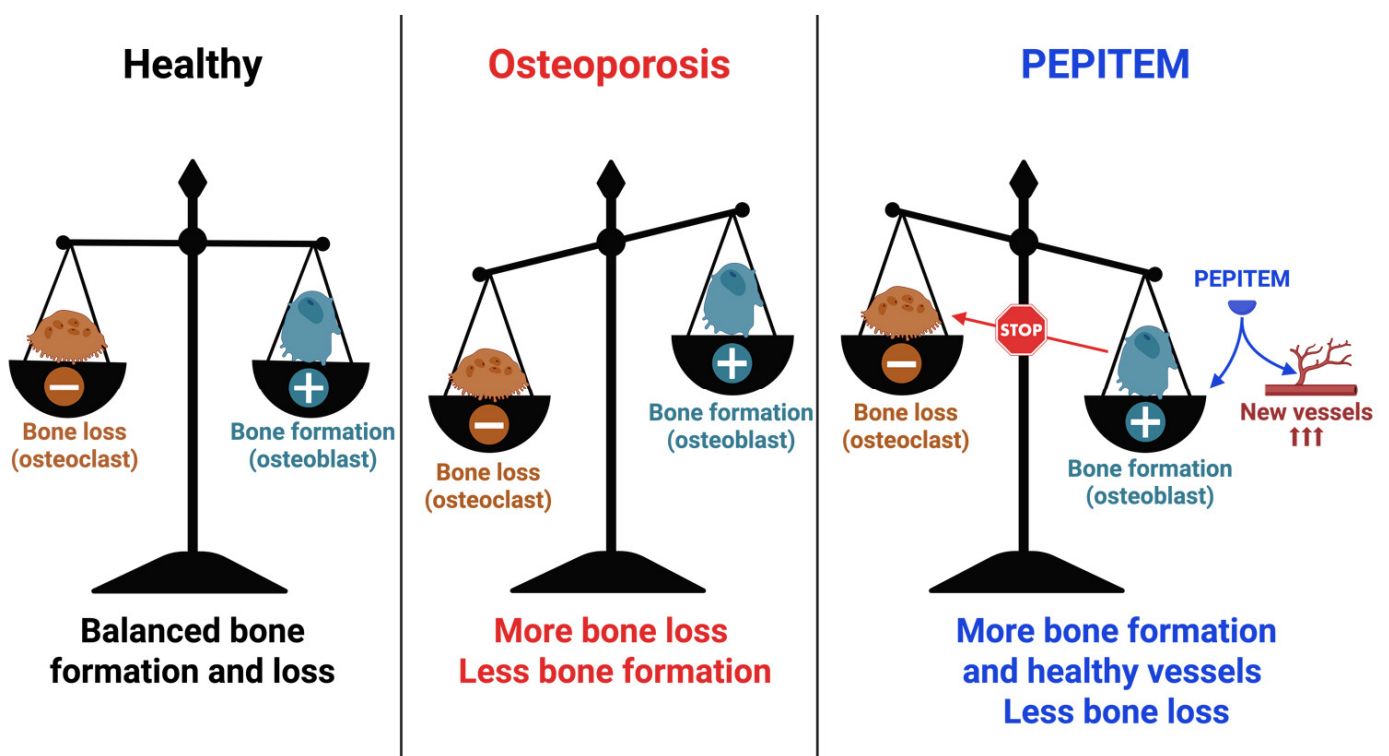 Healthy
Bone loss
(osteoclast)
Bone formation
(osteoblast)
Balanced bone
formation and loss
Osteoporosis
Bone loss
(osteoclast)
Bone formation
(osteoblast)
More bone loss
Less bone formation
PEPITEM
STOP
PEPITEM
Bone loss
(osteoclast)
Bone formation
(osteoblast)
New vessels
More bone formation
and healthy vessels
Less bone loss